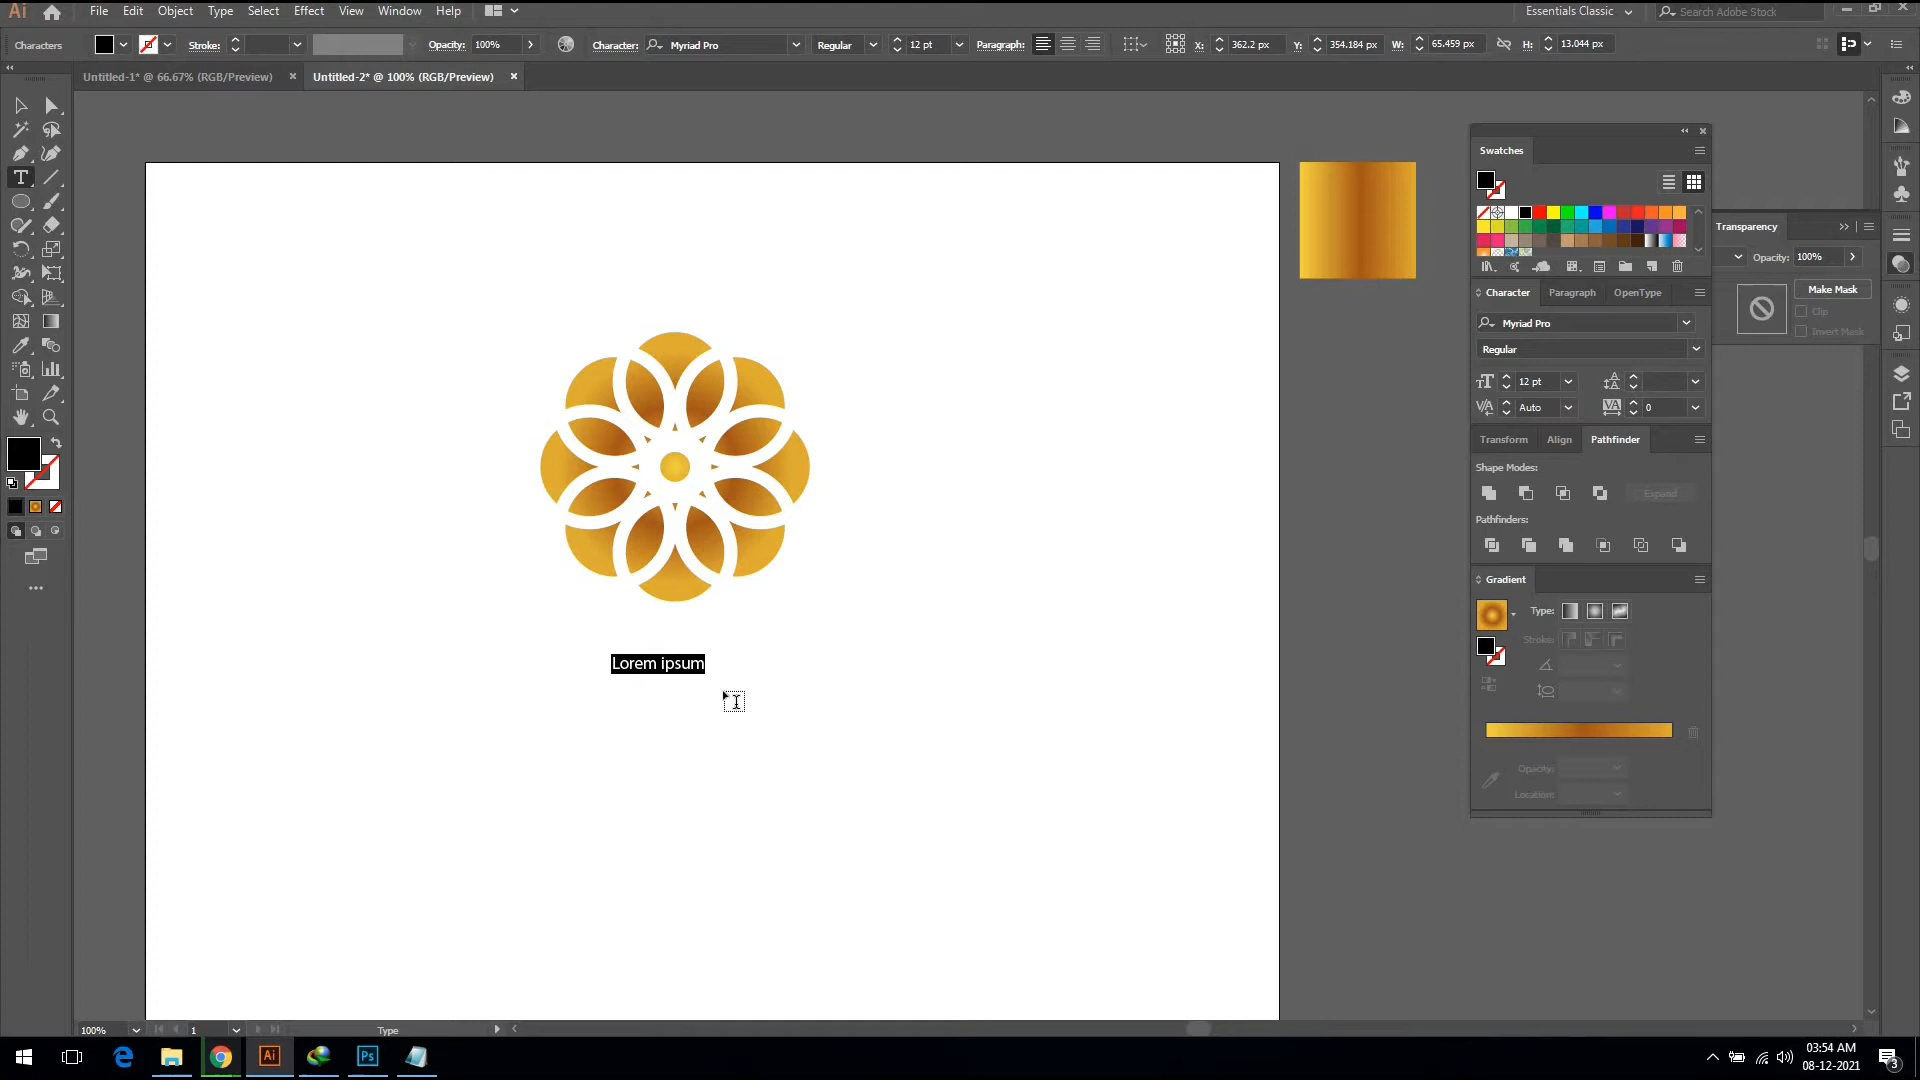 Ai File Edit Object Type Select Effect View Window Help Essentials Classic Search Adobe Stock
Characters Stroke: Opacity: 100% Character: Myriad Pro Regular 12 pt Paragraph: X: 362.2 px Y: 354.184 px W: 65.459 px H: 13.044 px
Untitled-1* @ 66.67% (RGB/Preview) × Untitled-2* @ 100% (RGB/Preview) ×
Swatches
Transparency
Opacity: 100%
Make Mask
Clip
Invert Mask
Character Paragraph OpenType
Myriad Pro
Regular
12 pt
Auto 0
Transform Align Pathfinder
Shape Modes:
Expand
Pathfinders:
Gradient
Type:
Stroke:
Opacity:
Location:
Lorem ipsum
100% 1 Type
Ai Ps
03:54 AM
08-12-2021
3